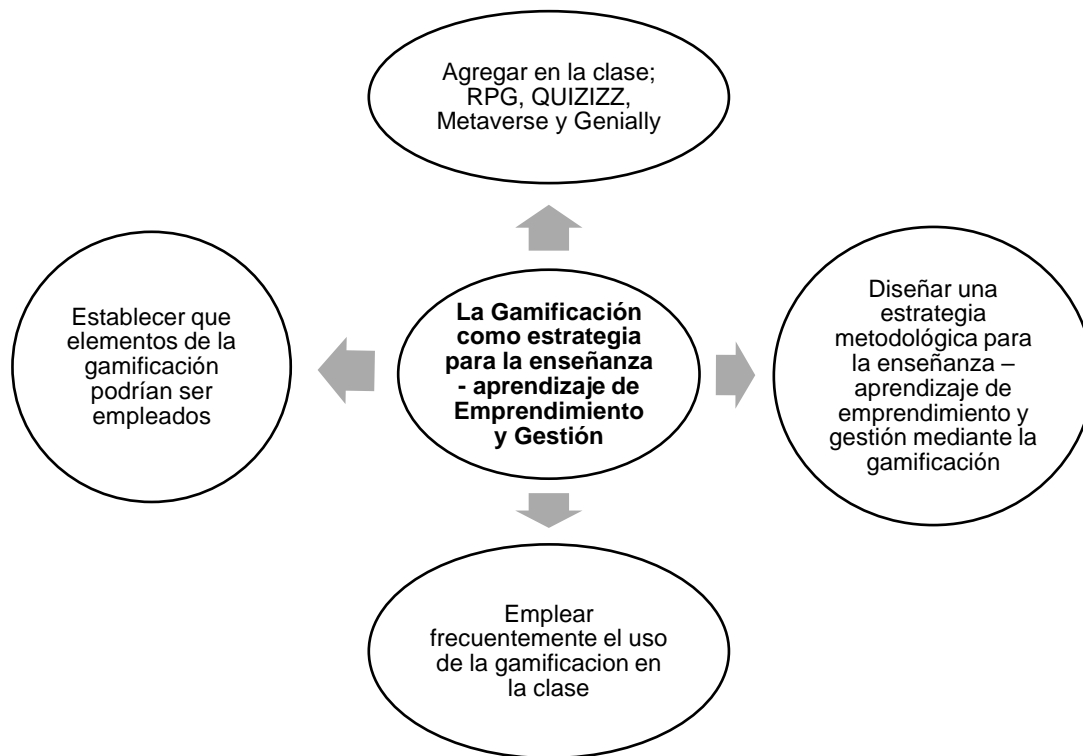 Agregar en la clase;
RPG, QUIZIZZ,
Metaverse y Genially
Establecer que
elementos de la
gamificación
podrían ser
empleados
La Gamificación
como estrategia
para la enseñanza
- aprendizaje de
Emprendimiento
y Gestión
Diseñar una
estrategia
metodológica para
la enseñanza –
aprendizaje de
emprendimiento y
gestión mediante la
gamificación
Emplear
frecuentemente el uso
de la gamificacion en
la clase